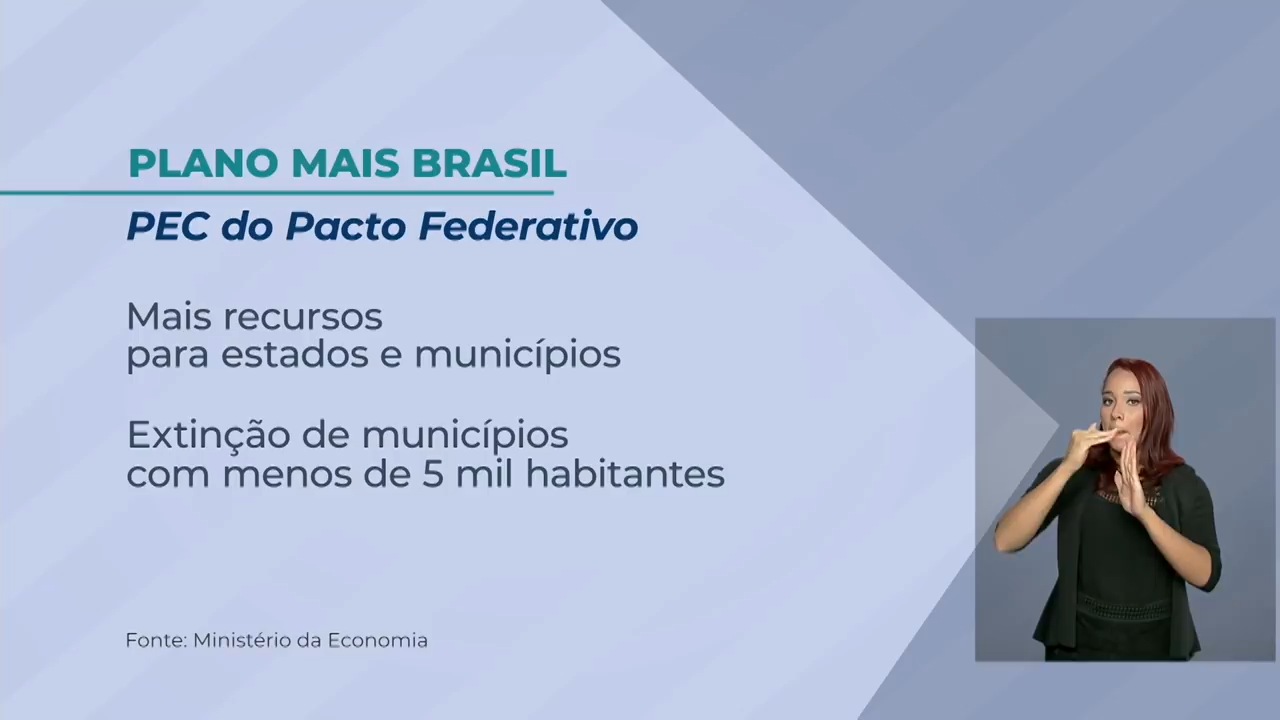 PLANO MAIS BRASIL
PEC do Pacto Federativo
Mais recursos
para estados e municípios
Extinção de municípios
com menos de 5 mil habitantes
Fonte: Ministério da Economia